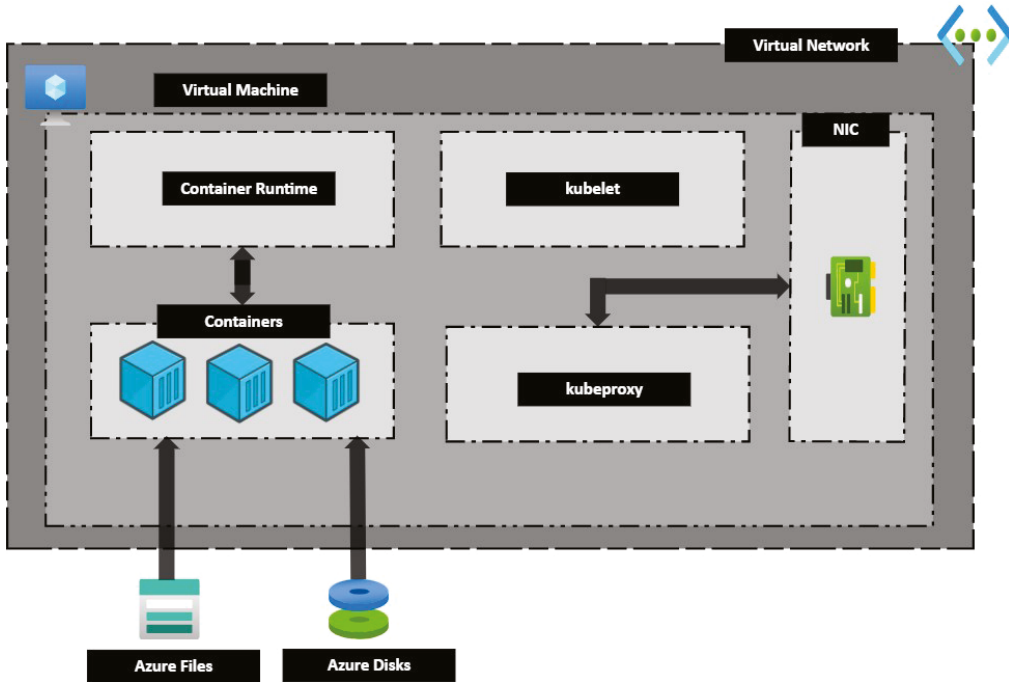 Virtual Network
Virtual Machine
NIC
Container Runtime
kubelet
Containers
kubeproxy
Azure Files
Azure Disks